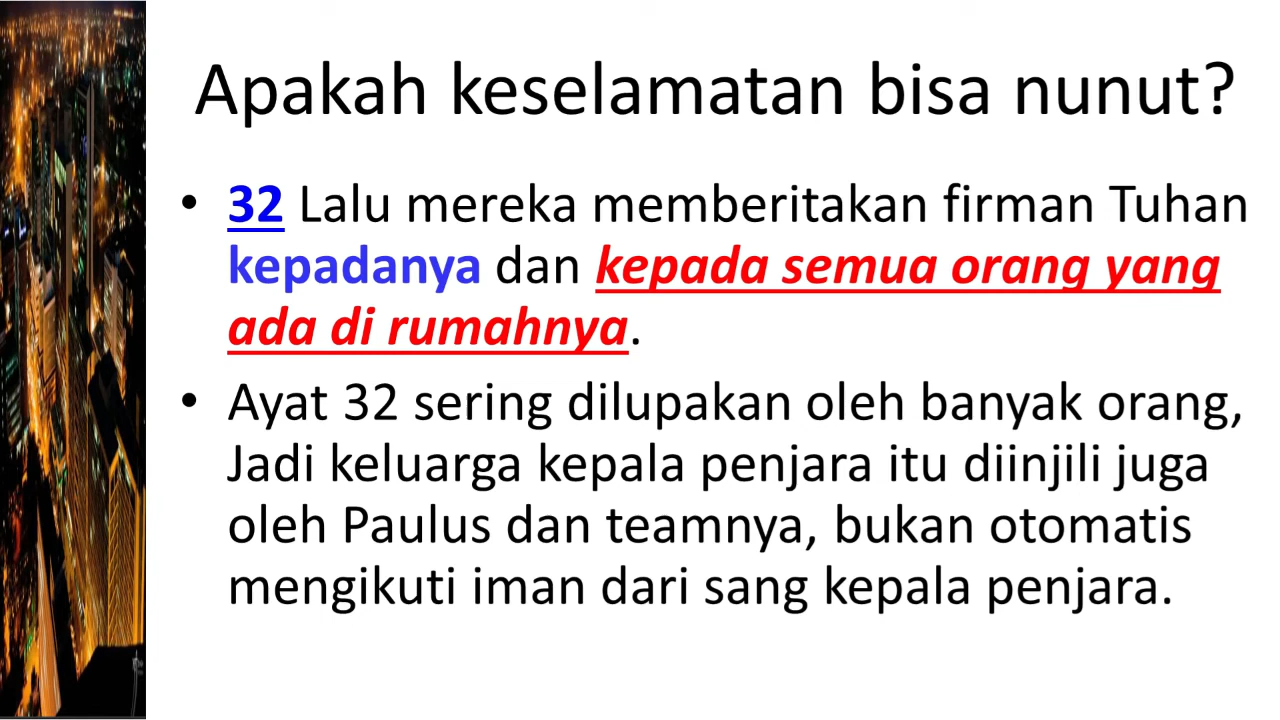 Apakah keselamatan bisa nunut?
• 32 Lalu mereka memberitakan firman Tuhan
kepadanya dan kepada semua orang yang
ada di rumahnya.
• Ayat 32 sering dilupakan oleh banyak orang,
Jadi keluarga kepala penjara itu diinjili juga
oleh Paulus dan teamnya, bukan otomatis
mengikuti iman dari sang kepala penjara.